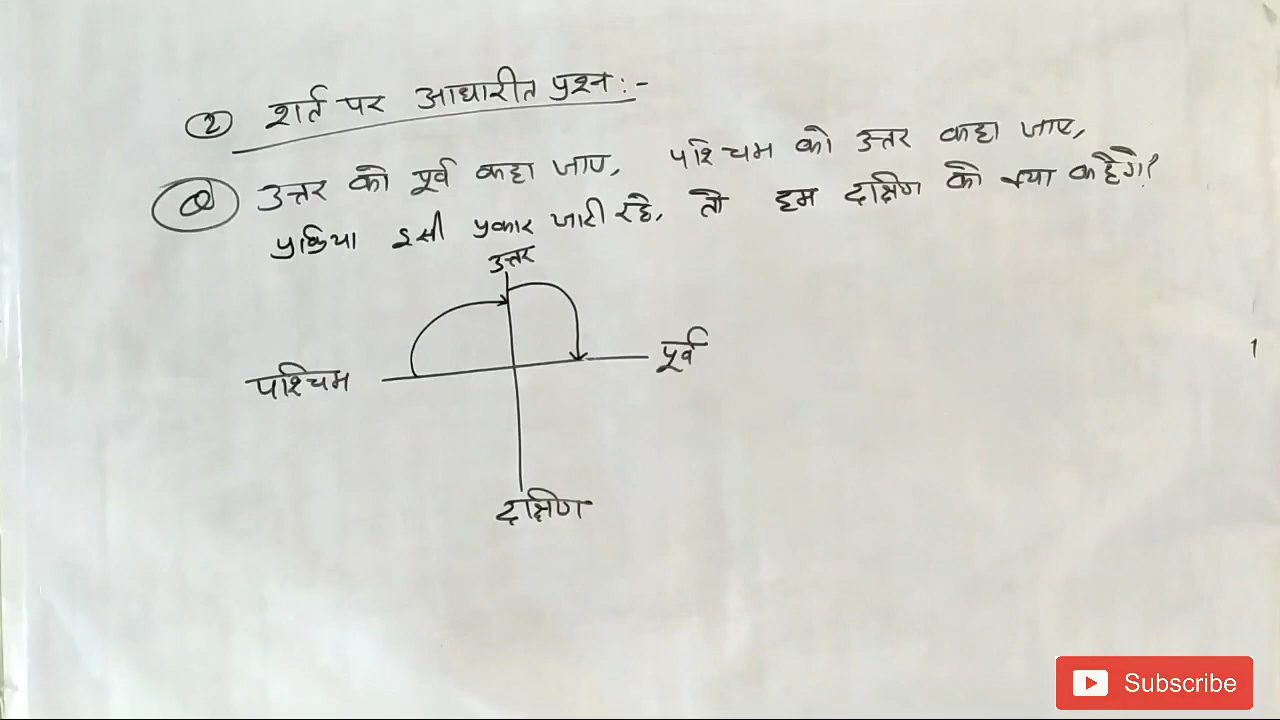 २ शर्त पर आधारीत प्रश्न:-
Q उत्तर को पूर्व कहा जाए, पश्चिम को उत्तर कहा जाए,
प्रक्रिया इसी प्रकार जारी रहे, तो हम दक्षिण को क्या कहेगें?
उत्तर
पश्चिम
पूर्व
दक्षिण
1
Subscribe